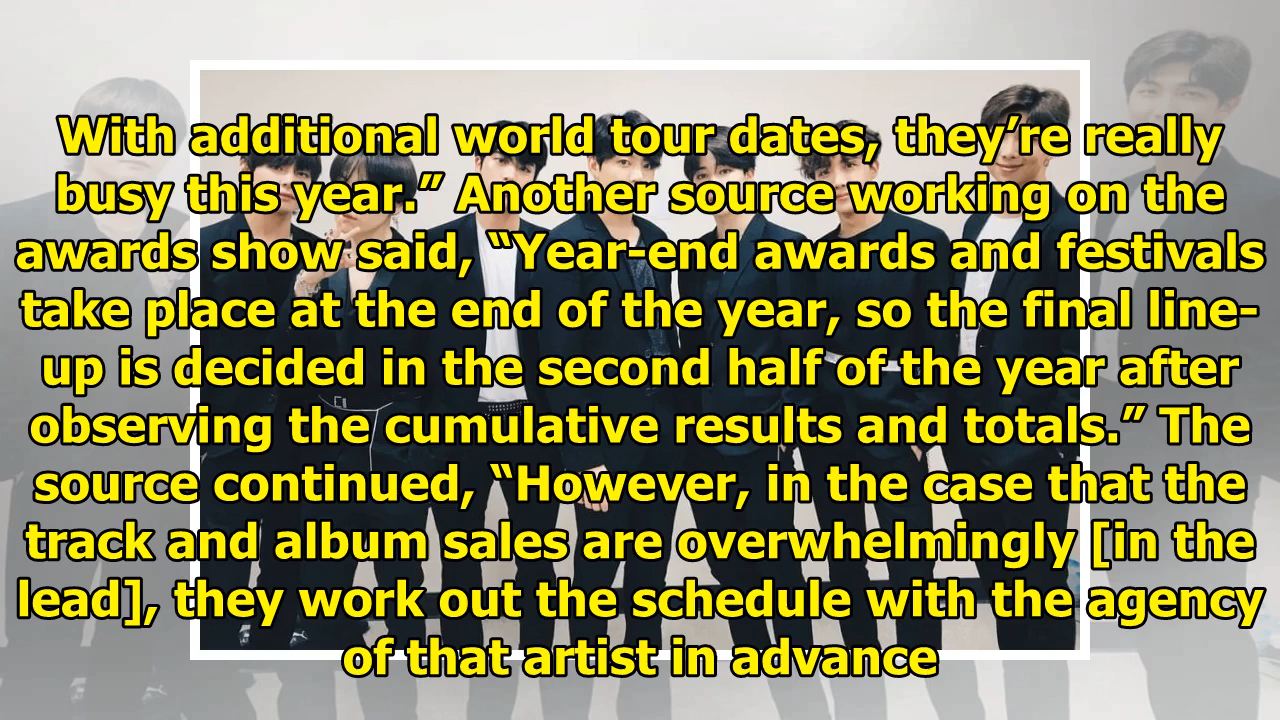 With additional world tour dates, they’re really
busy this year.” Another source working on the
awards show said, “Year-end awards and festivals
take place at the end of the year, so the final line-
up is decided in the second half of the year after
observing the cumulative results and totals.” The
source continued, “However, in the case that the
track and album sales are overwhelmingly [in the
lead], they work out the schedule with the agency
of that artist in advance